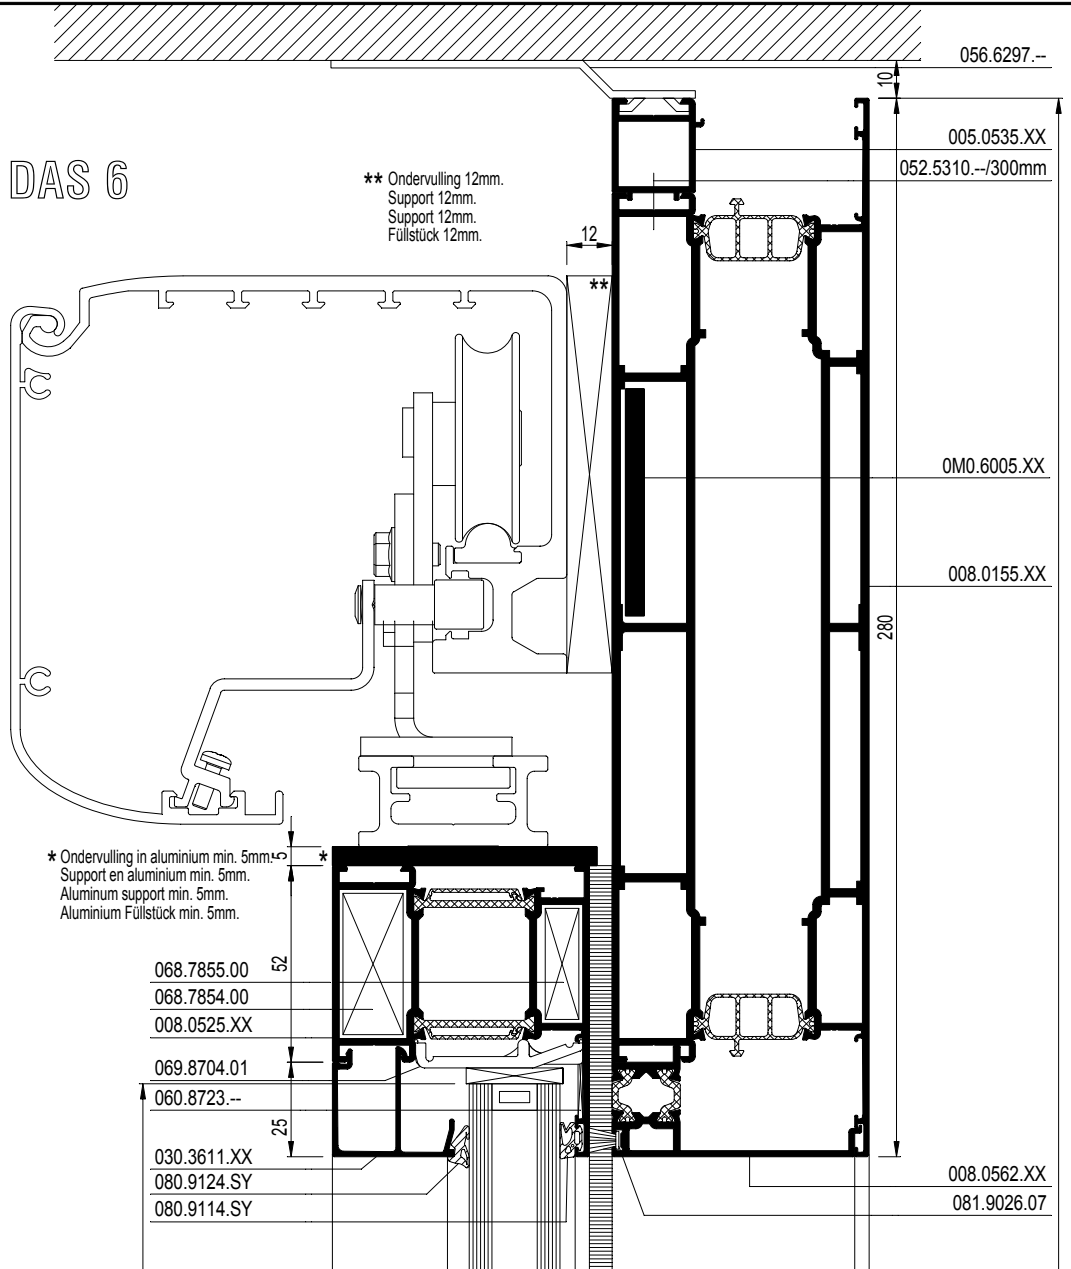 056.6297.--
10
005.0535.XX
DAS 6
052.5310.--/300mm
** Ondervulling 12mm.
Support 12mm.
Support 12mm.
Füllstück 12mm.
12
**
0M0.6005.XX
008.0155.XX
280
* Ondervulling in aluminium min. 5mm.
Support en aluminium min. 5mm.
Aluminum support min. 5mm.
Aluminium Füllstück min. 5mm.
5
*
52
068.7855.00
068.7854.00
008.0525.XX
069.8704.01
060.8723.--
25
030.3611.XX
080.9124.SY
080.9114.SY
008.0562.XX
081.9026.07